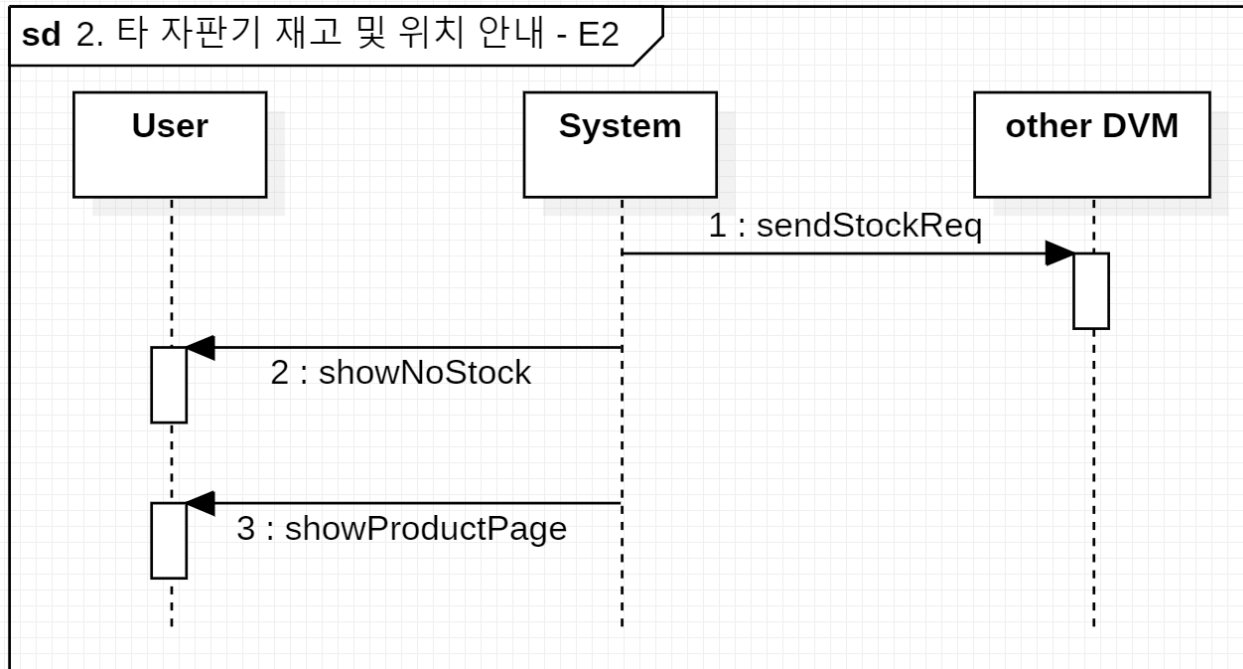 sd 2. 타 자판기 재고 및 위치 안내 - E2
User
System
other DVM
1 : sendStockReq
2 : showNoStock
3 : showProductPage